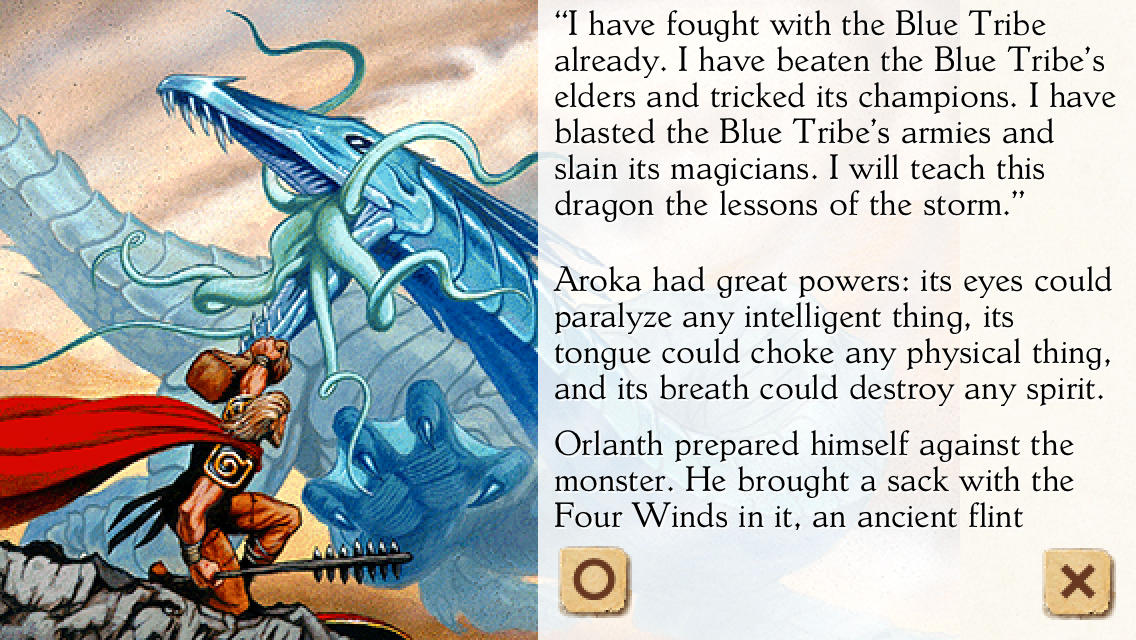 “I have fought with the Blue Tribe
already. I have beaten the Blue Tribe’s
elders and tricked its champions. I have
blasted the Blue Tribe’s armies and
slain its magicians. I will teach this
dragon the lessons of the storm.”
Aroka had great powers: its eyes could
paralyze any intelligent thing, its
tongue could choke any physical thing,
and its breath could destroy any spirit.
Orlanth prepared himself against the
monster. He brought a sack with the
Four Winds in it, an ancient flint